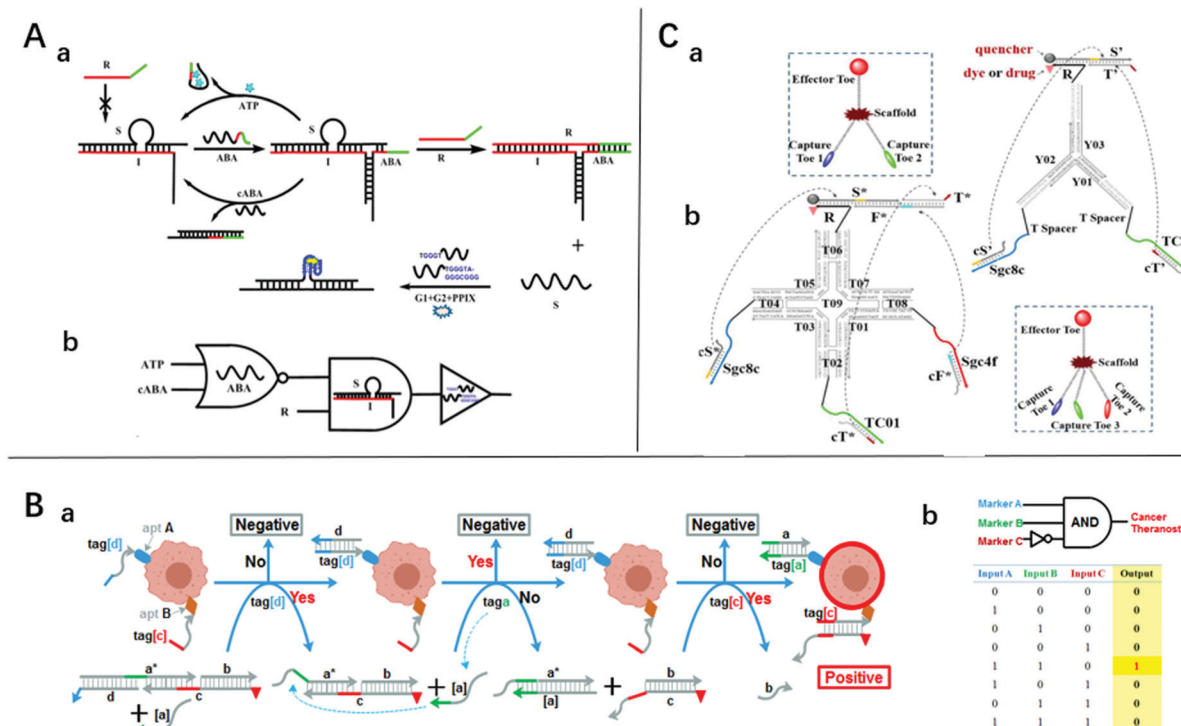 A
a
R
ATP
S
I
ABA
cABA
S
I
ABA
R
R
I
ABA
+
S
TGGGT
TGGGTA-
GGGCGGG
G1+G2+PPIX
b
ATP
cABA
ABA
R
S
I
C
a
Effector Toe
Scaffold
Capture
Toe 1
Capture
Toe 2
quencher
dye or drug
S'
R
T'
Y02
Y03
Y01
T Spacer
T Spacer
cS'
Sgc8c
TC
cT'
b
S*
T*
R
F*
T06
T05
T07
T04
T09
T08
T03
T01
T02
cS*
Sgc8c
Sgc4f
cF*
TC01
cT*
Effector Toe
Scaffold
Capture
Toe 1
Capture
Toe 2
Capture Toe 3
B
a
apt A
tag[d]
apt B
tag[c]
Negative
No
tag[d]
Yes
d
tag[d]
Negative
Yes
tag a
No
d
tag[d]
Negative
No
tag[c]
Yes
a
tag[a]
tag[c]
Positive
a*
b
d
c
+
[a]
a*
b
c
+
[a]
a*
[a]
+
b
c
b
b
Marker A
Marker B
Marker C
AND
Cancer
Theranost
Input A Input B Input C Output
0 0 0 0
1 0 0 0
0 1 0 0
0 0 1 0
1 1 0 1
1 0 1 0
0 1 1 0
1 1 1 0